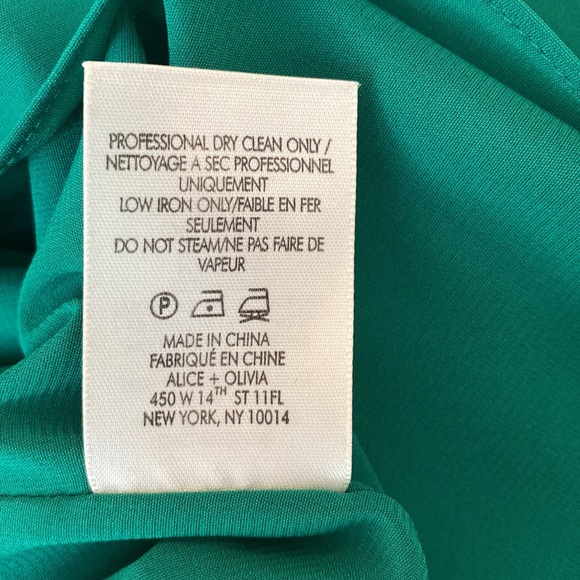 PROFESSIONAL DRY CLEAN ONLY /
NETTOYAGE A SEC PROFESSIONNEL
UNIQUEMENT
LOW IRON ONLY/FAIBLE EN FER
SEULEMENT
DO NOT STEAM/NE PAS FAIRE DE
VAPEUR
P
MADE IN CHINA
FABRIQUÉ EN CHINE
ALICE + OLIVIA
450 W 14TH ST 11FL
NEW YORK, NY 10014